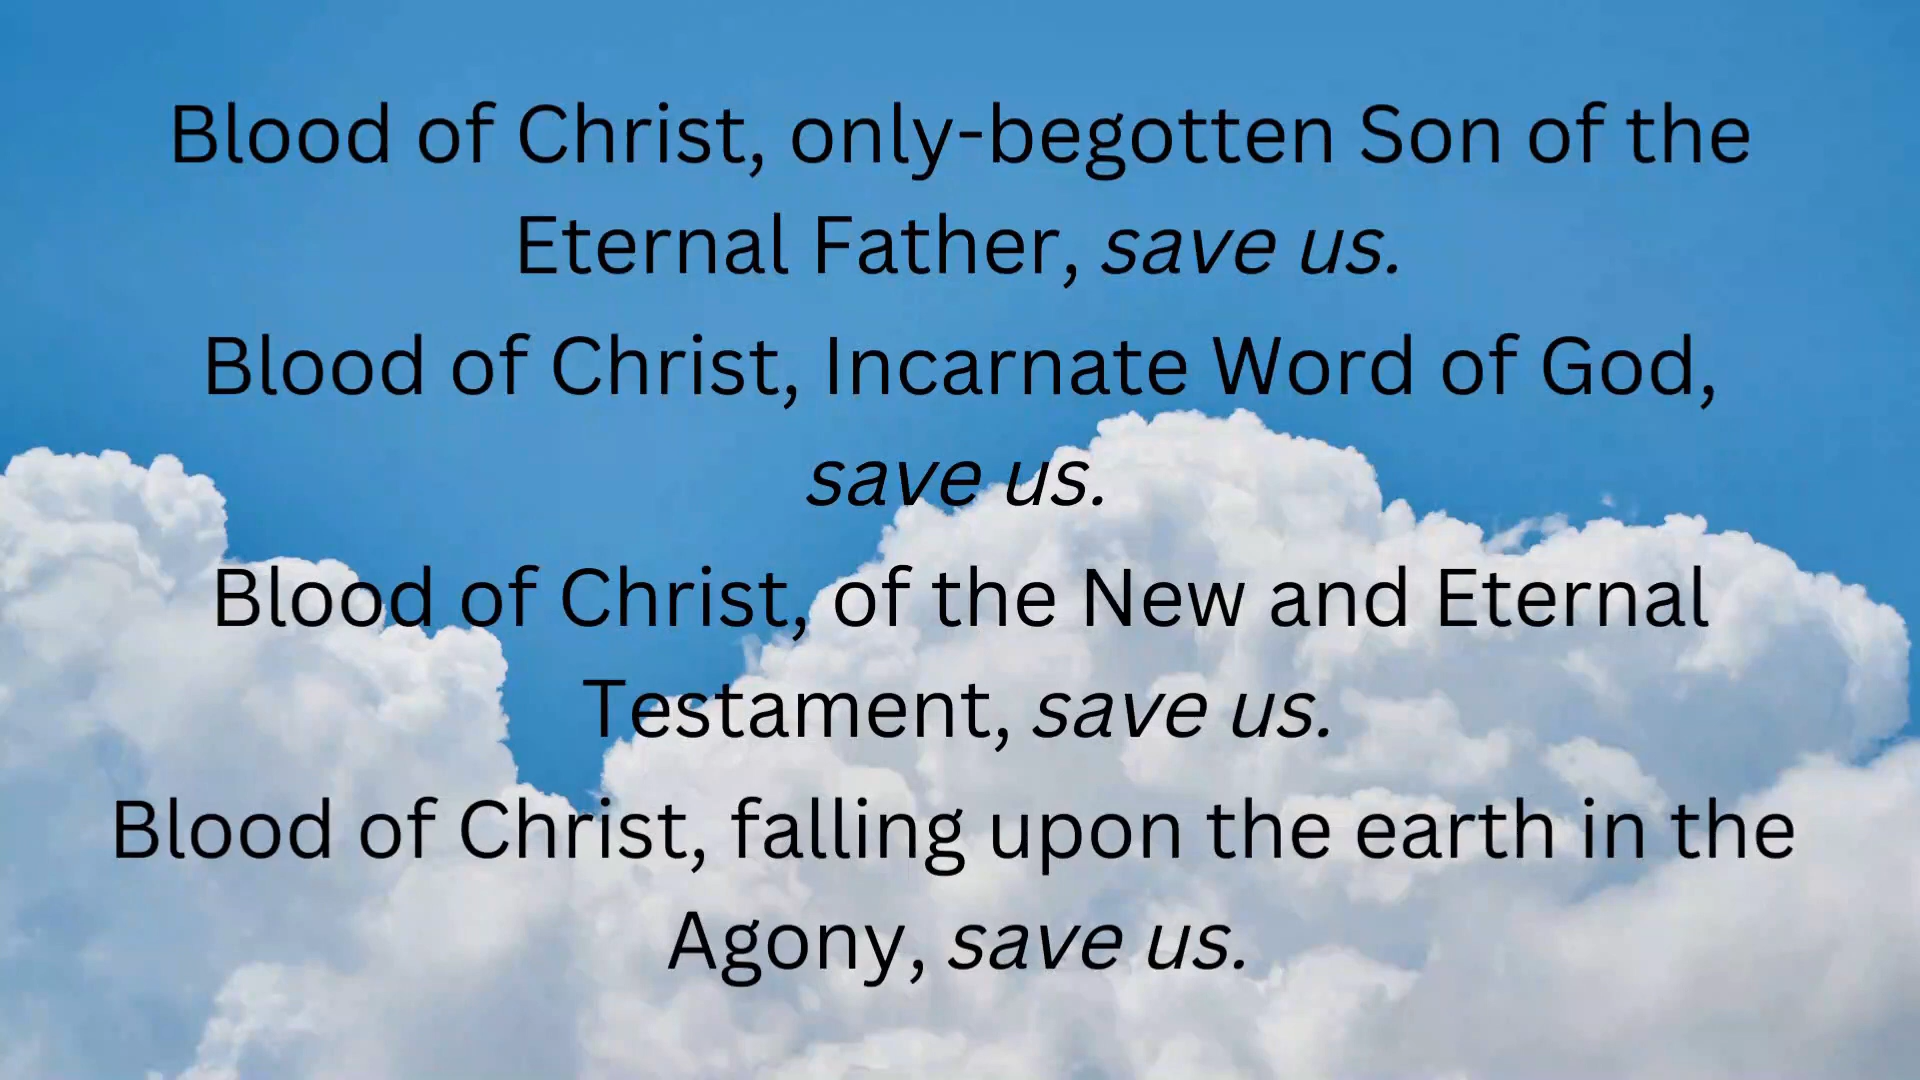 Blood of Christ, only-begotten Son of the
Eternal Father, save us.
Blood of Christ, Incarnate Word of God,
save us.
Blood of Christ, of the New and Eternal
Testament, save us.
Blood of Christ, falling upon the earth in the
Agony, save us.